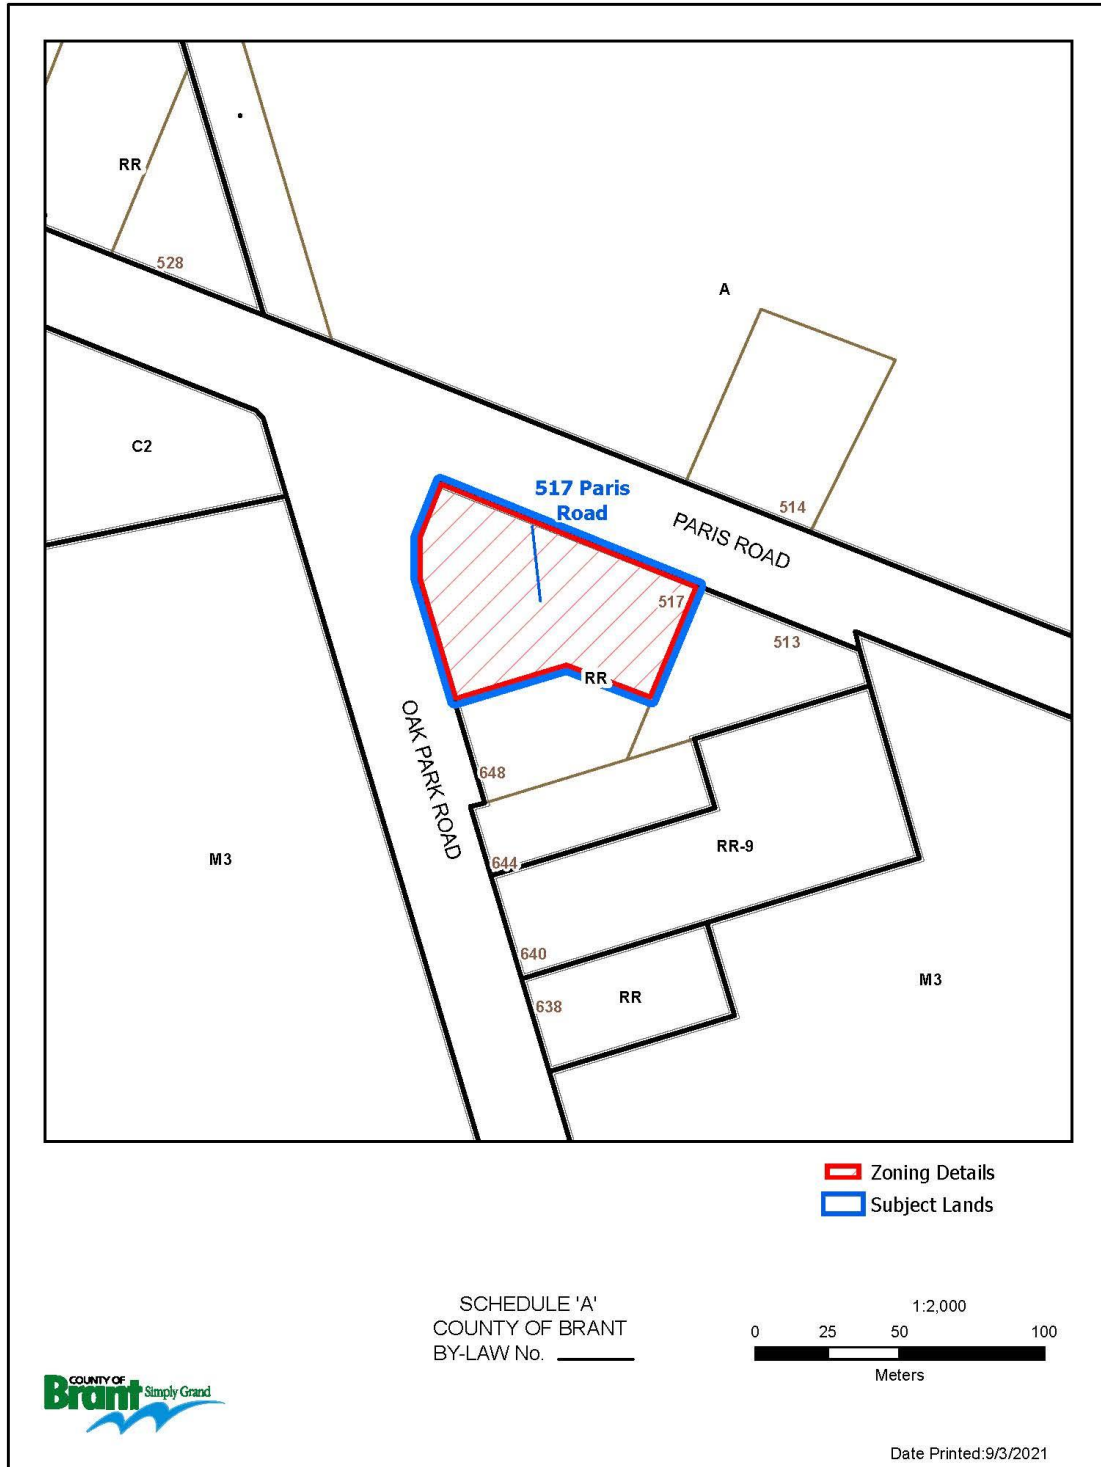 RR
528
A
C2
517 Paris
Road
514
PARIS ROAD
517
513
RR
OAK PARK ROAD
648
M3
644
RR-9
640
M3
638
RR
Zoning Details
Subject Lands
SCHEDULE 'A'
COUNTY OF BRANT
BY-LAW No.
1:2,000
0 25 50 100
Meters
COUNTY OF
Brant Simply Grand
Date Printed:9/3/2021